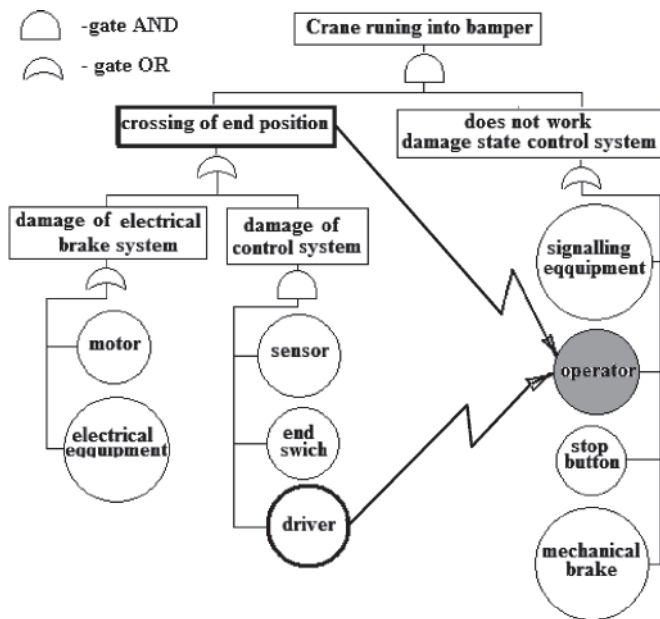 -gate AND
- gate OR
Crane runing into bamper
crossing of end position
does not work
damage state control system
damage of electrical
brake system
damage of
control system
signalling
eqquipment
motor
sensor
operator
electrical
eqquipment
end
swich
stop
button
driver
mechanical
brake